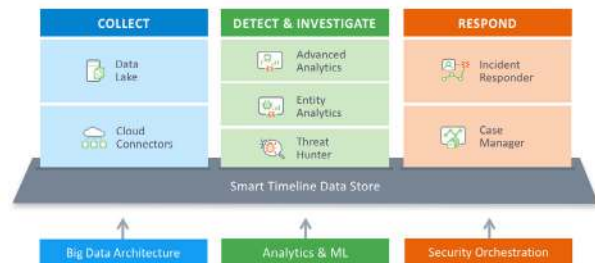 COLLECT
DETECT & INVESTIGATE
RESPOND
Data
Lake
Cloud
Connectors
Advanced
Analytics
Entity
Analytics
Threat
Hunter
Incident
Responder
Case
Manager
Smart Timeline Data Store
Big Data Architecture
Analytics & ML
Security Orchestration